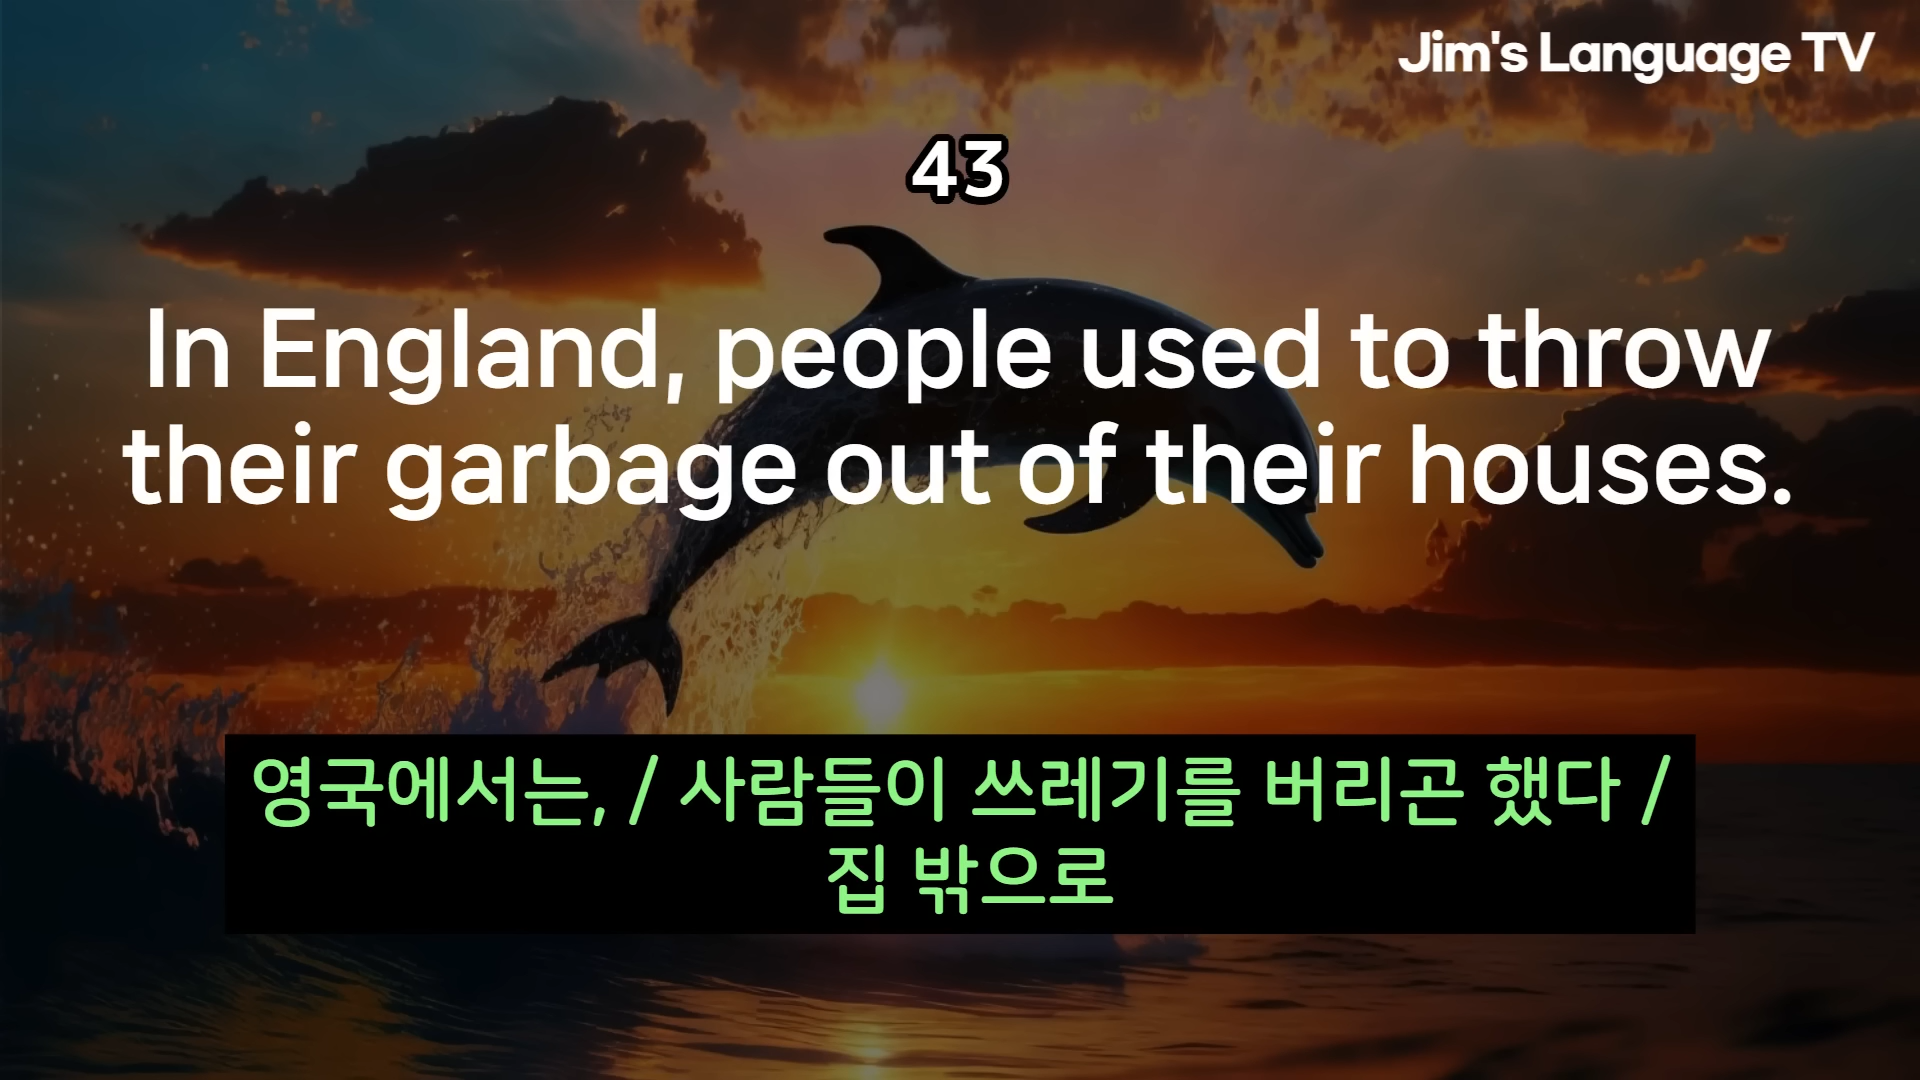 Jim's Language TV
43
In England, people used to throw
their garbage out of their houses.
영국에서는, / 사람들이 쓰레기를 버리곤 했다 /
집 밖으로